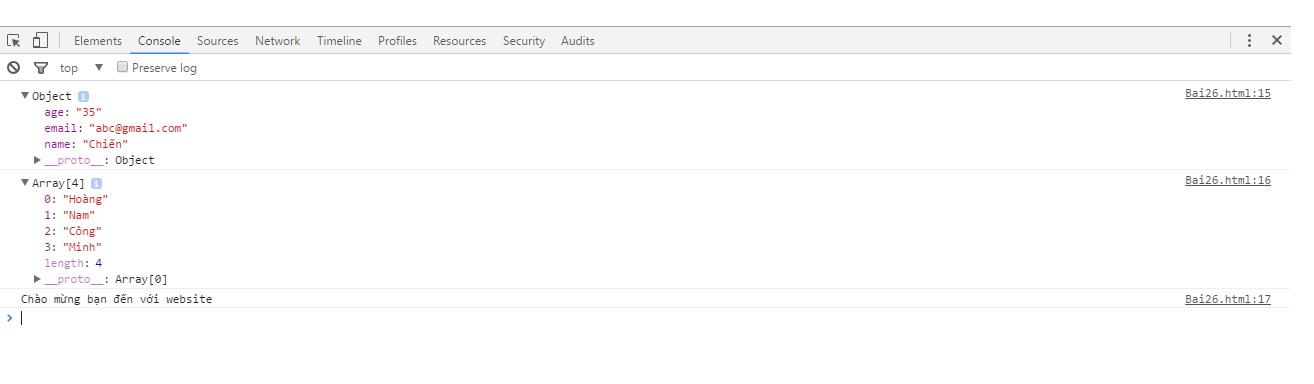 Elements Console Sources Network Timeline Profiles Resources Security Audits
top Preserve log
Object i Bai26.html:15
age: "35"
email: "abc@gmail.com"
name: "Chiến"
__proto__: Object
Array[4] i Bai26.html:16
0: "Hoàng"
1: "Nam"
2: "Công"
3: "Minh"
length: 4
__proto__: Array[0]
Chào mừng bạn đến với website Bai26.html:17